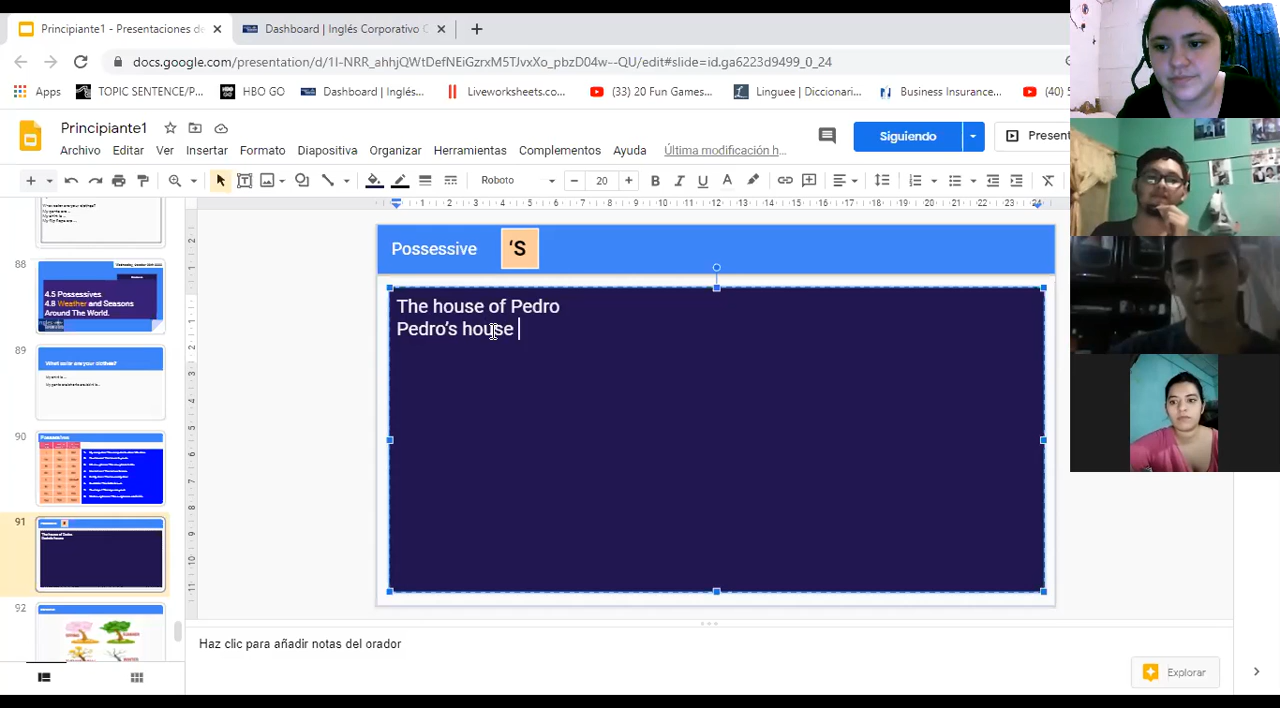 Principiante1 - Presentaciones de
Dashboard | Inglés Corporativo
docs.google.com/presentation/d/1I-NRR_ahhjQWtDefNEiGzrxM5TJvxXo_pbzD04w--QU/edit#slide=id.ga6223d9499_0_24
Apps TOPIC SENTENCE/P... HBO GO Dashboard | Inglés... Liveworksheets.co... (33) 20 Fun Games... Linguee | Diccionari... Business Insurance... (40) 5
Principiante1
Siguiendo
Present
Archivo Editar Ver Insertar Formato Diapositiva Organizar Herramientas Complementos Ayuda Última modificación h...
Roboto 20
Possessive 'S
The house of Pedro
Pedro's house
88
4.5 Possessives
4.8 Weather and Seasons
Around The World.
89
What color are your clothes?
90
Possessives
91
92
Haz clic para añadir notas del orador
Explorar